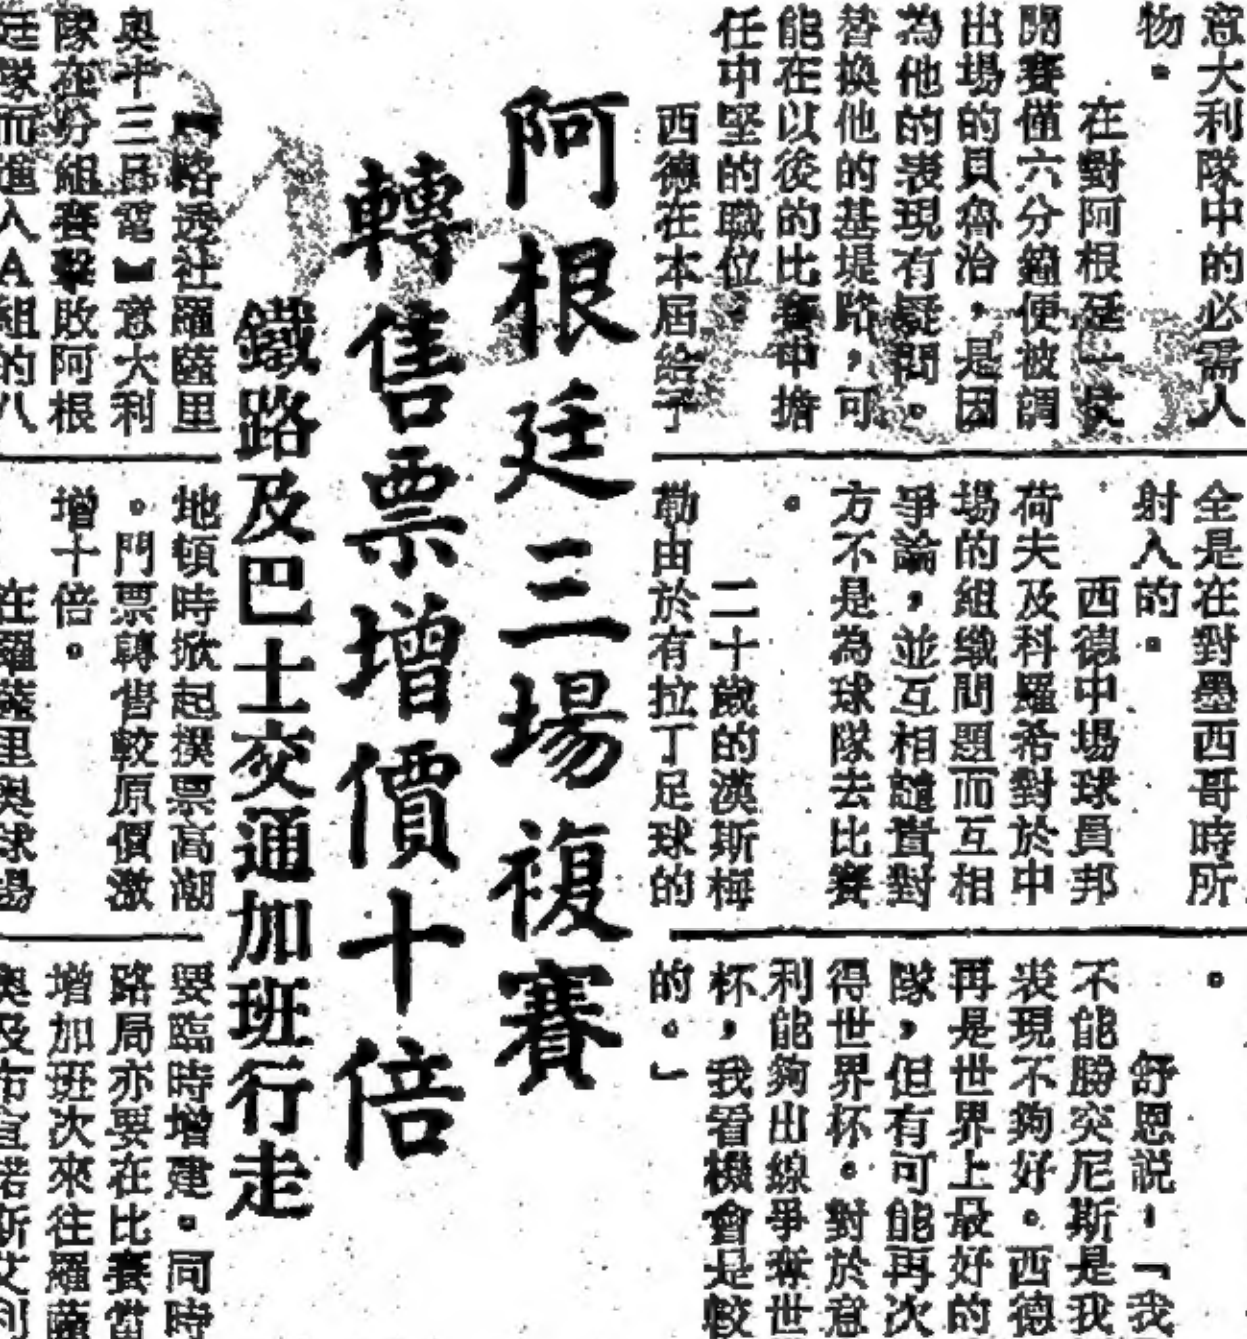 意大利隊中的必需人
物。
在對阿根廷一仗
開賽僅六分鐘便被調
出場的貝魯治，是因
為他的表現有疑問。
替換他的基堤路，可
能在以後的比賽中擔
任中堅的職位。
西德在本屆給予
全是在對墨西哥時所
射入的。
西德中場球員邦
荷夫及科羅希對於中
場的組織問題而互相
爭論，並互相譴責對
方不是為球隊去比賽
。
二十歲的漢斯梅
勒由於有拉丁足球的
。
舒恩說：「我
不能勝突尼斯是我
表現不夠好。西德
再是世界上最好的
隊，但有可能再次
得世界杯。對於意
利能夠出線爭奪世
杯，我看機會是較
的。」
阿根廷三場複賽
轉售票增價十倍
鐵路及巴士交通加班行走
【路透社羅薩里
奧十三日電】意大利
隊在分組賽擊敗阿根
廷隊而進入A組的八
地頓時掀起撲票高潮
。門票轉售較原價激
增十倍。
在羅薩里奧球場
要臨時增建。同時
路局亦要在比賽當
增加班次來往羅薩
奧及布宜諾斯艾利